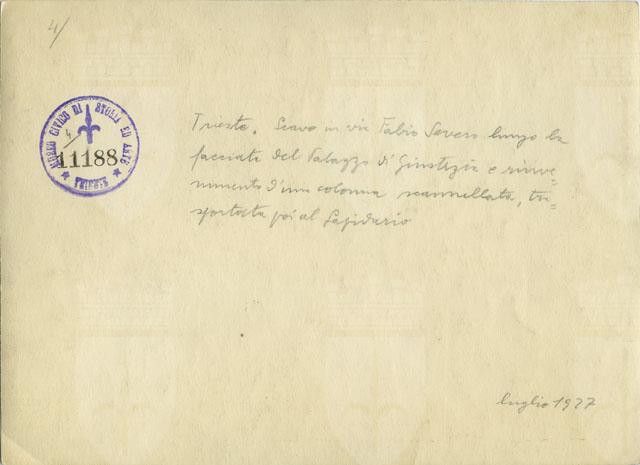 4/
MUSEO CIVICO DI STORIA ED ARTE
4
11188
TRIESTE
Trieste. Scavo in via Fabio Severo lungo la
facciata del Palazzo di Giustizia e rinve=
nimento d'una colonna scannellata, tra=
sportata poi al Lapidario
luglio 1927